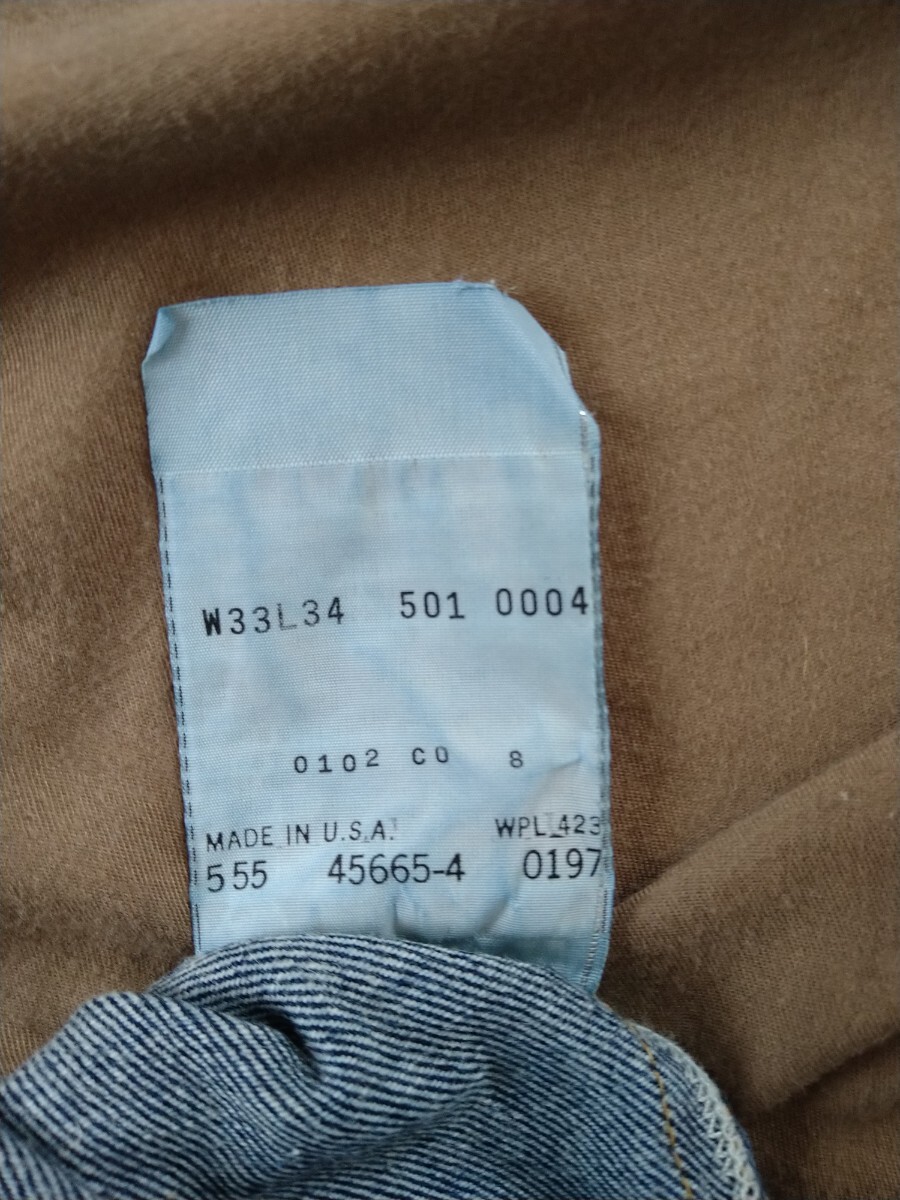 W33L34 501 0004
0102 CO 8
MADE IN U.S.A. WPL 423
555 45665-4 0197